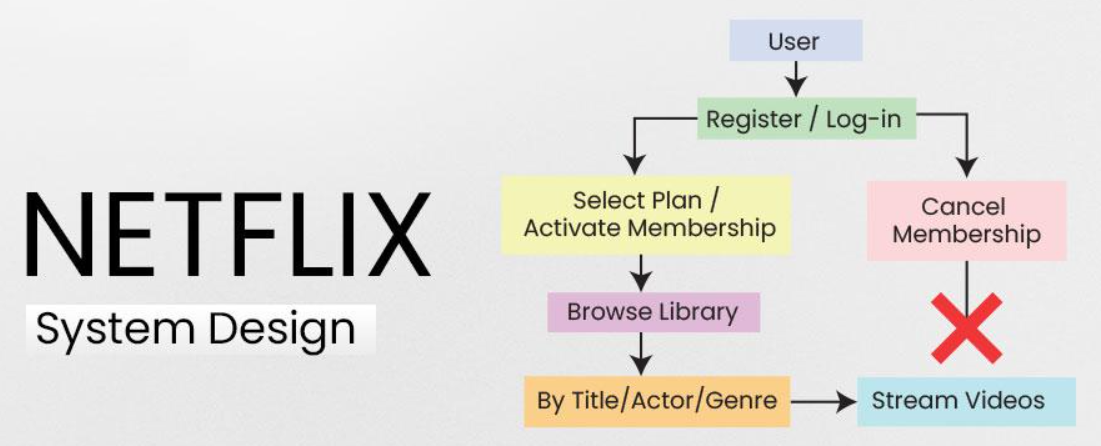 NETFLIX
System Design
User
Register / Log-in
Select Plan /
Activate Membership
Cancel
Membership
Browse Library
By Title/Actor/Genre
Stream Videos